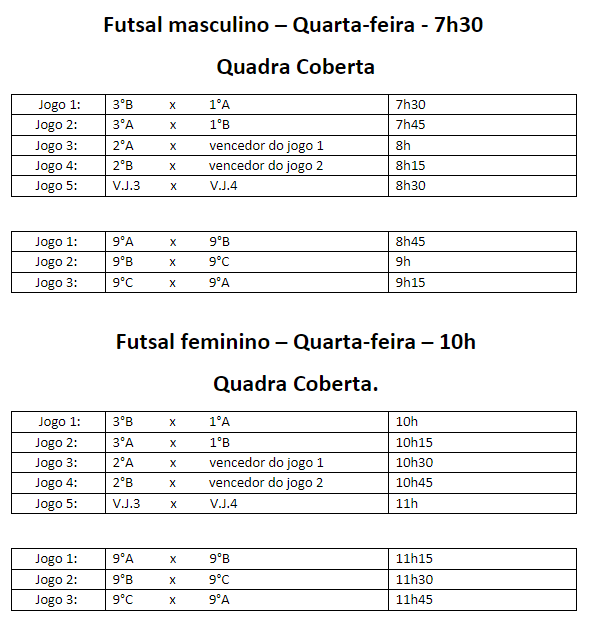 Futsal masculino – Quarta-feira - 7h30
Quadra Coberta
Jogo 1: 3°B x 1°A 7h30
Jogo 2: 3°A x 1°B 7h45
Jogo 3: 2°A x vencedor do jogo 1 8h
Jogo 4: 2°B x vencedor do jogo 2 8h15
Jogo 5: V.J.3 x V.J.4 8h30
Jogo 1: 9°A x 9°B 8h45
Jogo 2: 9°B x 9°C 9h
Jogo 3: 9°C x 9°A 9h15
Futsal feminino – Quarta-feira – 10h
Quadra Coberta.
Jogo 1: 3°B x 1°A 10h
Jogo 2: 3°A x 1°B 10h15
Jogo 3: 2°A x vencedor do jogo 1 10h30
Jogo 4: 2°B x vencedor do jogo 2 10h45
Jogo 5: V.J.3 x V.J.4 11h
Jogo 1: 9°A x 9°B 11h15
Jogo 2: 9°B x 9°C 11h30
Jogo 3: 9°C x 9°A 11h45